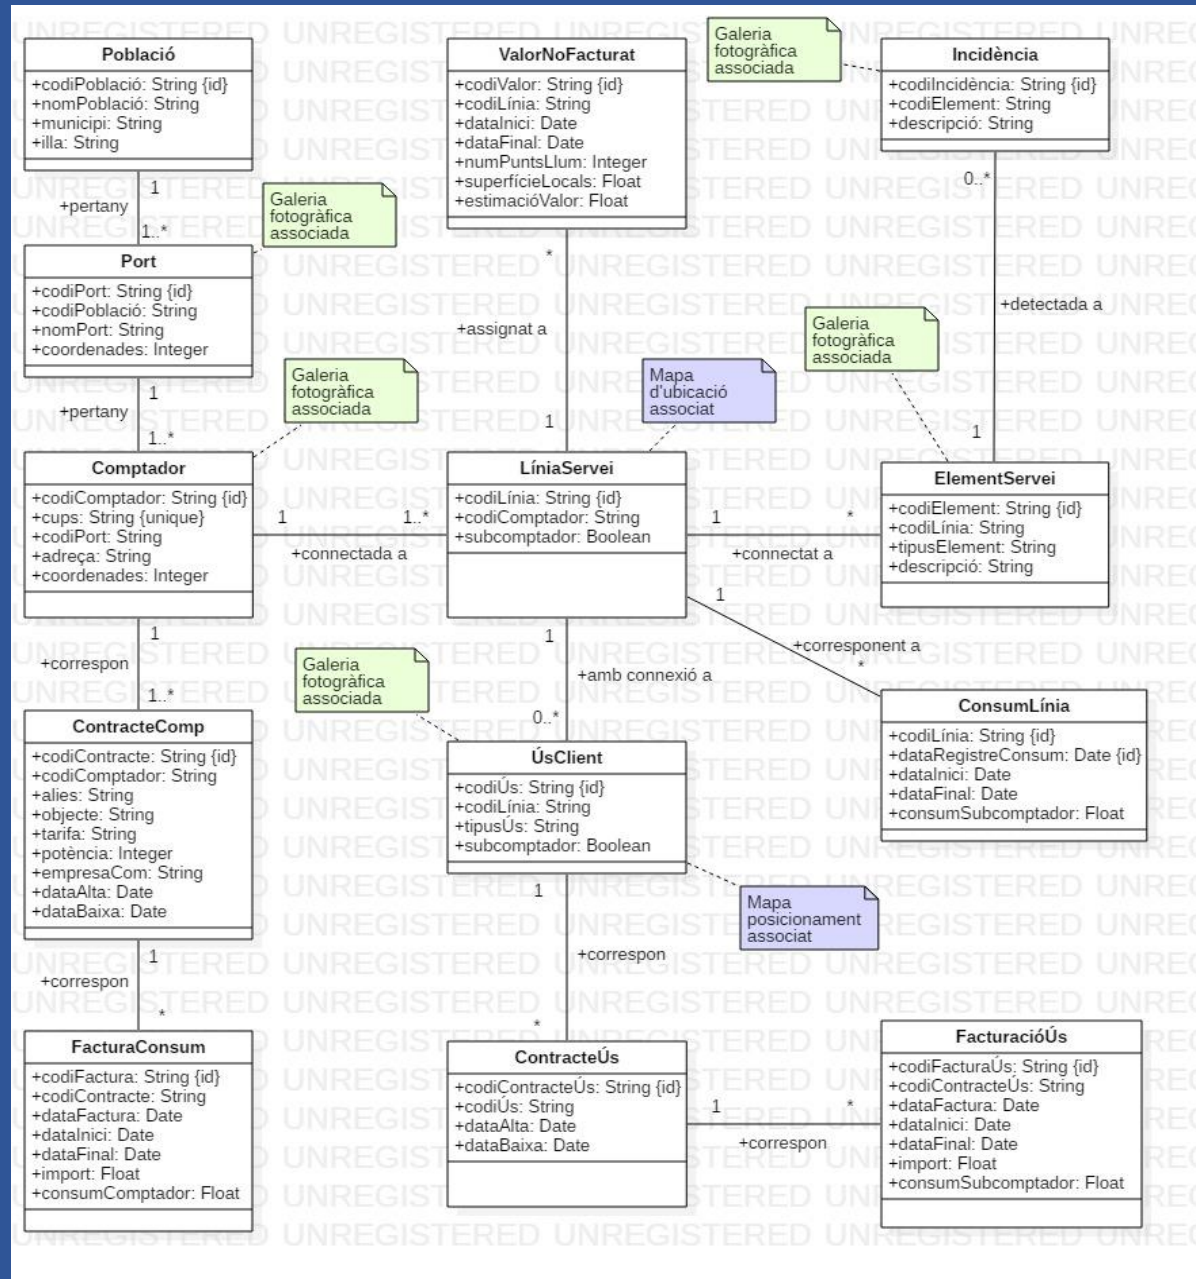 Població
+codiPoblació: String {id}
+nomPoblació: String
+municipi: String
+illa: String
1
+pertany
1..*
Galeria
fotogràfica
associada
Port
+codiPort: String {id}
+codiPoblació: String
+nomPort: String
+coordenades: Integer
1
+pertany
1..*
Galeria
fotogràfica
associada
Comptador
+codiComptador: String {id}
+cups: String {unique}
+codiPort: String
+adreça: String
+coordenades: Integer
1
1..*
+connectada a
1
+correspon
1..*
ContracteComp
+codiContracte: String {id}
+codiComptador: String
+alies: String
+objecte: String
+tarifa: String
+potència: Integer
+empresaCom: String
+dataAlta: Date
+dataBaixa: Date
1
+correspon
*
FacturaConsum
+codiFactura: String {id}
+codiContracte: String
+dataFactura: Date
+dataInici: Date
+dataFinal: Date
+import: Float
+consumComptador: Float
ValorNoFacturat
+codiValor: String {id}
+codiLínia: String
+dataInici: Date
+dataFinal: Date
+numPuntsLlum: Integer
+superfícieLocals: Float
+estimacióValor: Float
*
+assignat a
1
Mapa
d'ubicació
associat
LíniaServei
+codiLínia: String {id}
+codiComptador: String
+subcomptador: Boolean
1
*
+connectat a
1
+amb connexió a
0..*
Galeria
fotogràfica
associada
ÚsClient
+codiÚs: String {id}
+codiLínia: String
+tipusÚs: String
+subcomptador: Boolean
Mapa
posicionament
associat
1
+correspon
*
ContracteÚs
+codiContracteÚs: String {id}
+codiÚs: String
+dataAlta: Date
+dataBaixa: Date
1
*
+correspon
Galeria
fotogràfica
associada
Incidència
+codiIncidència: String {id}
+codiElement: String
+descripció: String
0..*
+detectada a
1
Galeria
fotogràfica
associada
ElementServei
+codiElement: String {id}
+codiLínia: String
+tipusElement: String
+descripció: String
1
+corresponent a
*
ConsumLínia
+codiLínia: String {id}
+dataRegistreConsum: Date {id}
+dataInici: Date
+dataFinal: Date
+consumSubcomptador: Float
FacturacióÚs
+codiFacturaÚs: String {id}
+codiContracteÚs: String
+dataFactura: Date
+dataInici: Date
+dataFinal: Date
+import: Float
+consumSubcomptador: Float
UNREGISTERED